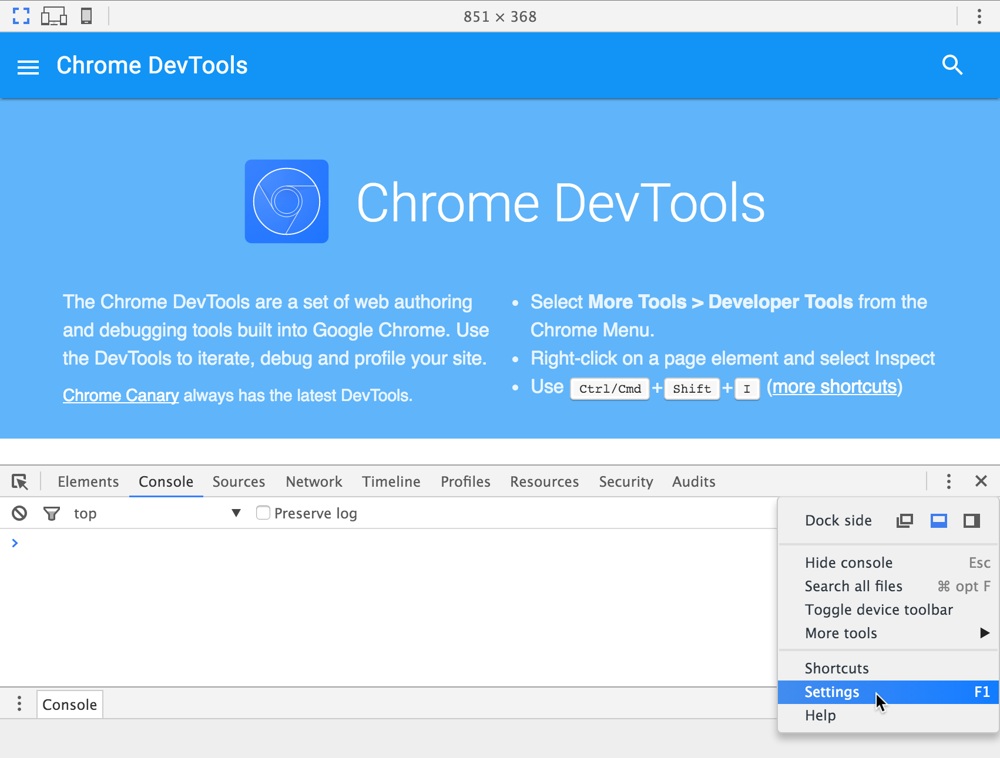 851 × 368
Chrome DevTools
Chrome DevTools
The Chrome DevTools are a set of web authoring
and debugging tools built into Google Chrome. Use
the DevTools to iterate, debug and profile your site.
Chrome Canary always has the latest DevTools.
• Select More Tools > Developer Tools from the
Chrome Menu.
• Right-click on a page element and select Inspect
• Use Ctrl/Cmd+Shift+I (more shortcuts)
Elements Console Sources Network Timeline Profiles Resources Security Audits
top ▼ Preserve log
Dock side
Hide console Esc
Search all files ⌘ opt F
Toggle device toolbar
More tools ▶
Shortcuts
Settings F1
Help
Console